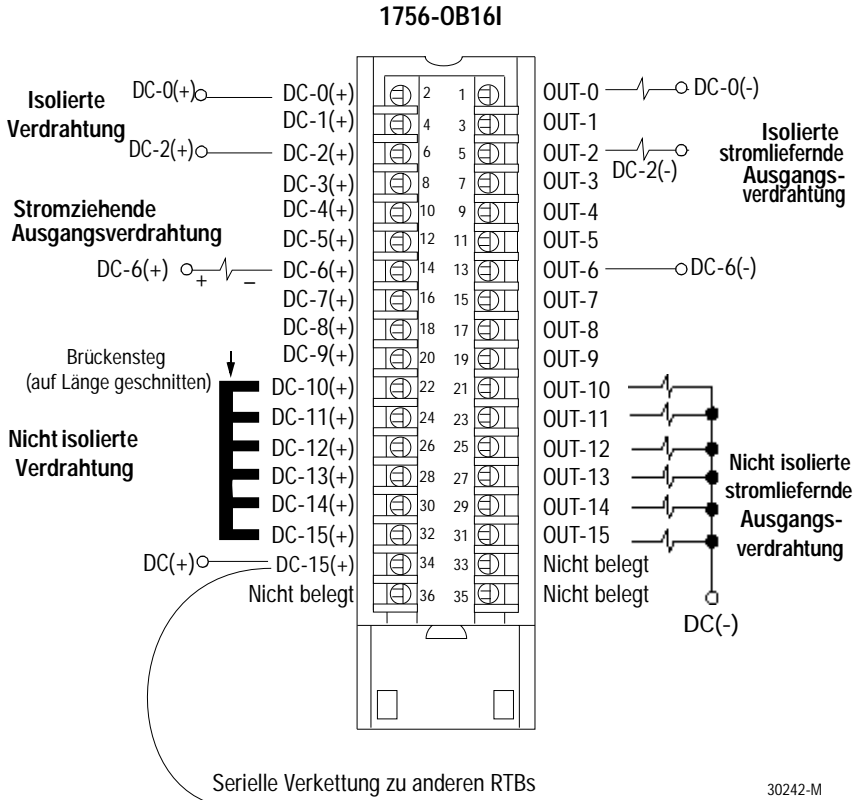 1756-OB16I
Isolierte
Verdrahtung
DC-0(+)
DC-0(+)
2
1
OUT-0
DC-0(-)
DC-1(+)
4
3
OUT-1
DC-2(+)
DC-2(+)
6
5
OUT-2
DC-2(-)
Isolierte
stromliefernde
Ausgangs-
verdrahtung
DC-3(+)
8
7
OUT-3
Stromziehende
Ausgangsverdrahtung
DC-4(+)
10
9
OUT-4
DC-5(+)
12
11
OUT-5
DC-6(+)
+
–
DC-6(+)
14
13
OUT-6
DC-6(-)
DC-7(+)
16
15
OUT-7
DC-8(+)
18
17
OUT-8
DC-9(+)
20
19
OUT-9
Brückensteg
(auf Länge geschnitten)
DC-10(+)
22
21
OUT-10
DC-11(+)
24
23
OUT-11
Nicht isolierte
Verdrahtung
DC-12(+)
26
25
OUT-12
DC-13(+)
28
27
OUT-13
Nicht isolierte
stromliefernde
Ausgangs-
verdrahtung
DC-14(+)
30
29
OUT-14
DC-15(+)
32
31
OUT-15
DC(+)
DC-15(+)
34
33
Nicht belegt
Nicht belegt
36
35
Nicht belegt
DC(-)
Serielle Verkettung zu anderen RTBs
30242-M